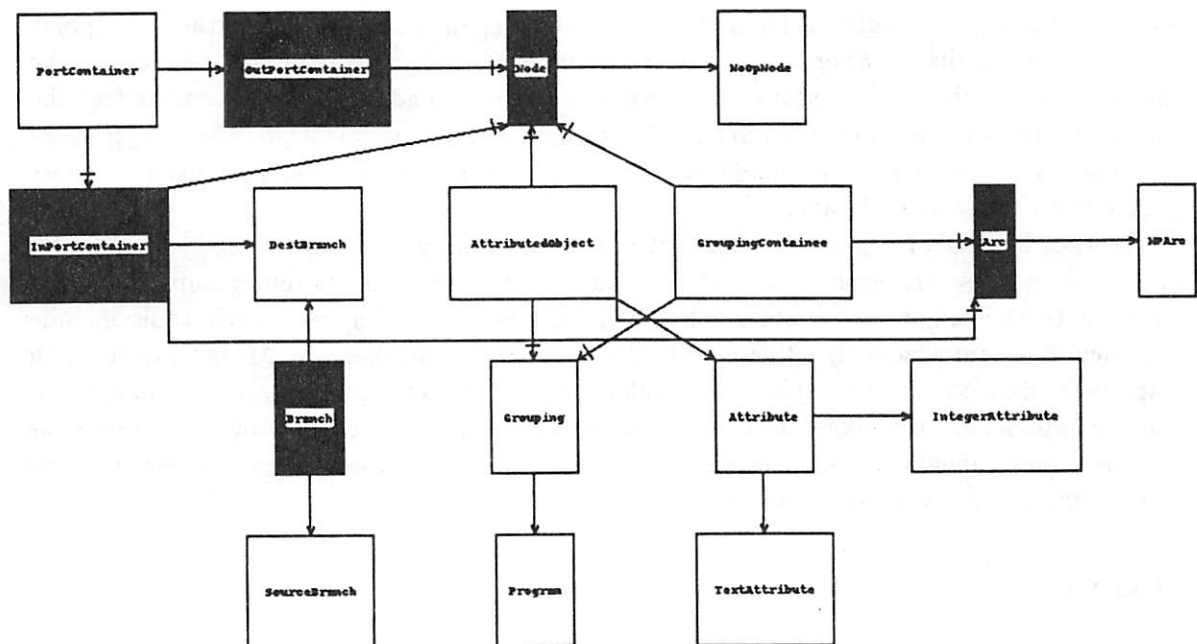 PortContainer
OutPortContainer
Node
NoOpNode
InPortContainer
DestBranch
AttributedObject
GroupingContainee
Arc
NPArc
Branch
Grouping
Attribute
IntegerAttribute
SourceBranch
Program
TextAttribute